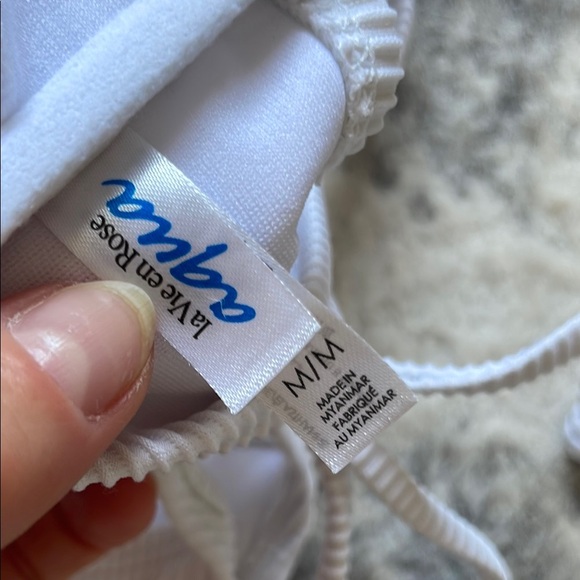 la Vie en Rose
aqua
M/M
MADE IN
MYANMAR
FABRIQUÉ
AU MYANMAR